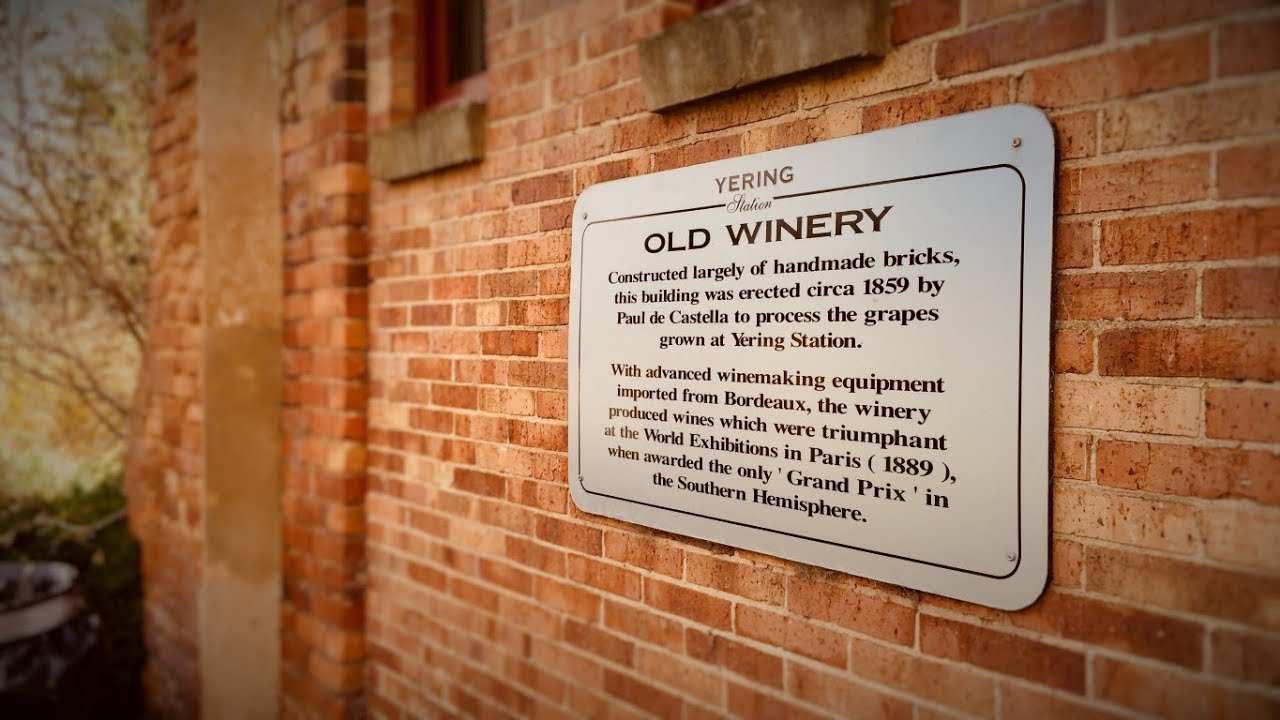 YERING
Station
OLD WINERY
Constructed largely of handmade bricks,
this building was erected circa 1859 by
Paul de Castella to process the grapes
grown at Yering Station.
With advanced winemaking equipment
imported from Bordeaux, the winery
produced wines which were triumphant
at the World Exhibitions in Paris ( 1889 ),
when awarded the only ' Grand Prix ' in
the Southern Hemisphere.